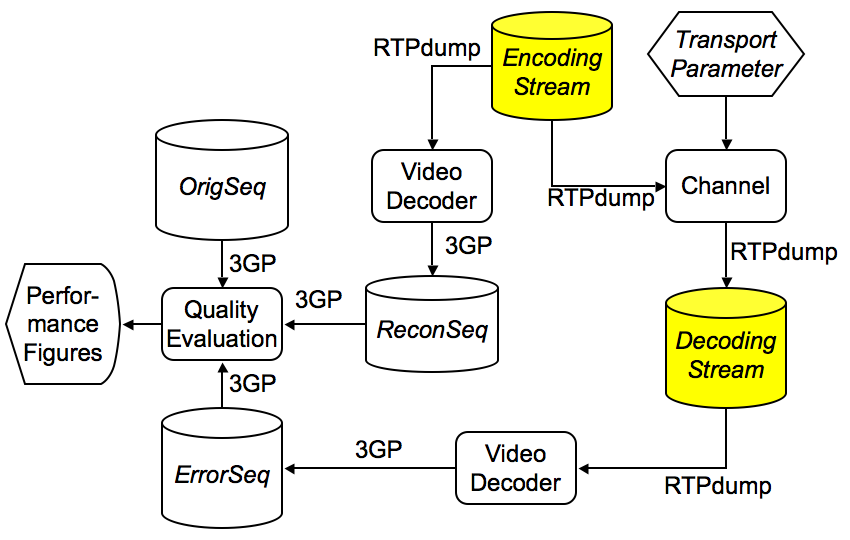 RTPdump
Encoding
Stream
Transport
Parameter
OrigSeq
Video
Decoder
RTPdump
Channel
3GP
3GP
RTPdump
Perfor-
mance
Figures
Quality
Evaluation
3GP
ReconSeq
Decoding
Stream
3GP
ErrorSeq
3GP
Video
Decoder
RTPdump